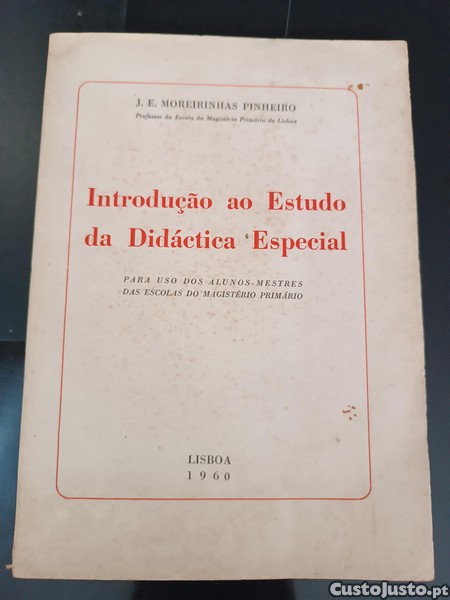 J. E. MOREIRINHAS PINHEIRO
Professor da Escola do Magistério Primário de Lisboa
Introdução ao Estudo
da Didáctica Especial
PARA USO DOS ALUNOS-MESTRES
DAS ESCOLAS DO MAGISTÉRIO PRIMÁRIO
LISBOA
1960
CustoJusto.pt